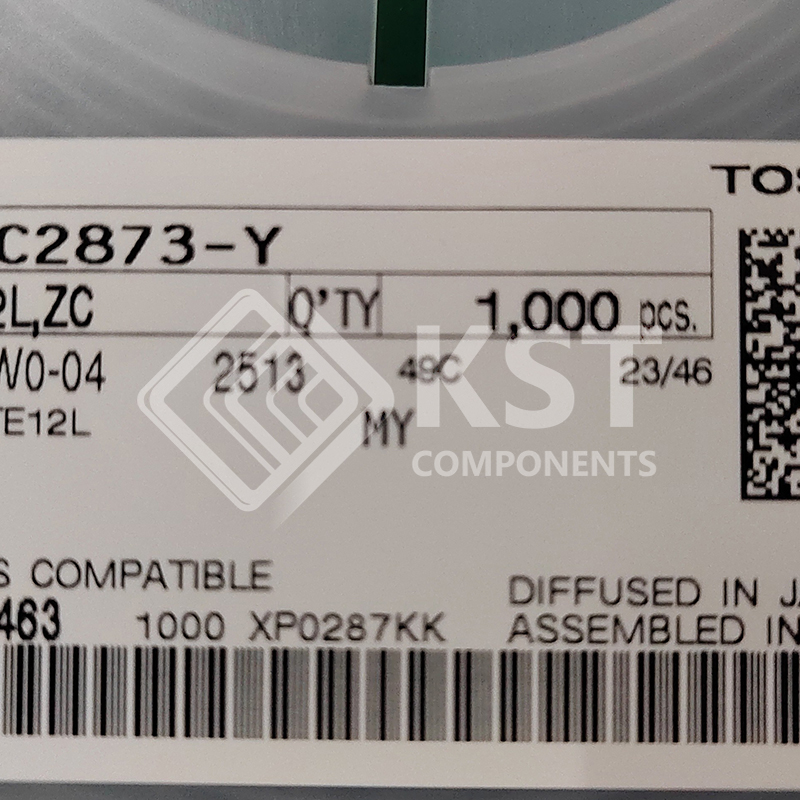 TOS
C2873-Y
2L,ZC Q'TY 1,000 pcs.
W0-04 2513 49C 23/46
TE12L MY
KST
COMPONENTS
S COMPATIBLE
DIFFUSED IN JA
463 1000 XP0287KK ASSEMBLED IN